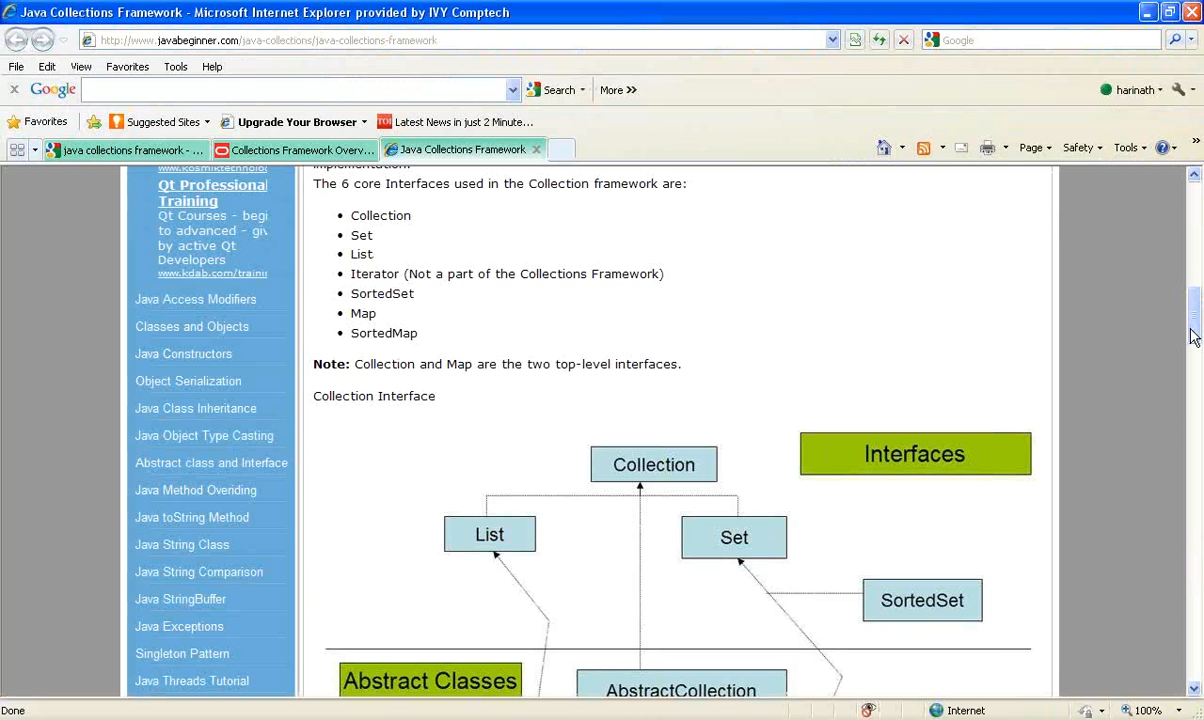 Java Collections Framework - Microsoft Internet Explorer provided by IVY Comptech
http://www.javabeginner.com/java-collections/java-collections-framework
Google
File Edit View Favorites Tools Help
x Google Search More »
harinath
Favorites Suggested Sites Upgrade Your Browser TOI Latest News in just 2 Minute...
java collections framework - ... Collections Framework Overv... Java Collections Framework
Page Safety Tools
implementation.
www.kosmiktechnolo
Qt Professional
Training
Qt Courses - begi
to advanced - giv
by active Qt
Developers
www.kdab.com/traini
Java Access Modifiers
Classes and Objects
Java Constructors
Object Serialization
Java Class Inheritance
Java Object Type Casting
Abstract class and Interface
Java Method Overiding
Java toString Method
Java String Class
Java String Comparison
Java StringBuffer
Java Exceptions
Singleton Pattern
Java Threads Tutorial
The 6 core Interfaces used in the Collection framework are:
• Collection
• Set
• List
• Iterator (Not a part of the Collections Framework)
• SortedSet
• Map
• SortedMap
Note: Collection and Map are the two top-level interfaces.
Collection Interface
Interfaces
Collection
List
Set
SortedSet
Abstract Classes
AbstractCollection
Done
Internet
100%